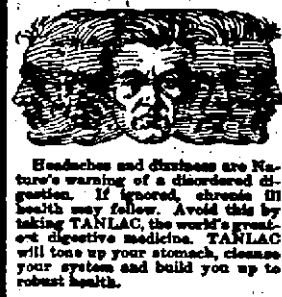 Headaches and dizziness are Na-
ture's warning of a disordered di-
gestion. If ignored, chronic ill
health may follow. Avoid this by
taking TANLAC, the world's great-
est digestive medicine. TANLAC
will tone up your stomach, cleanse
your system and build you up to
robust health.